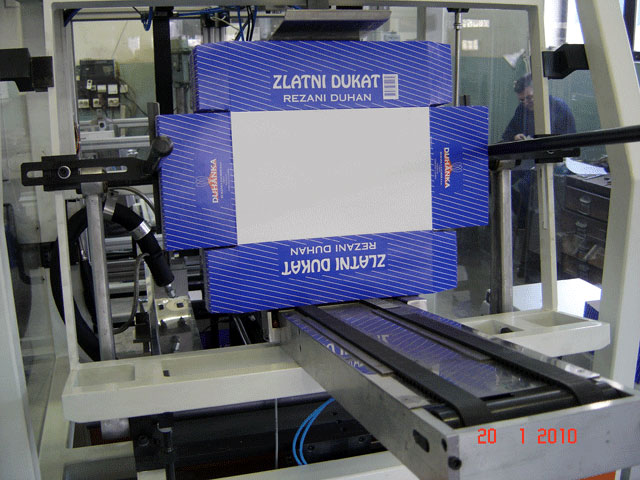 ZLATNI DUKAT
REZANI DUHAN
DUHANKA
DUHANKA
ZLATNI DUKAT
REZANI DUHAN
20 1 2010